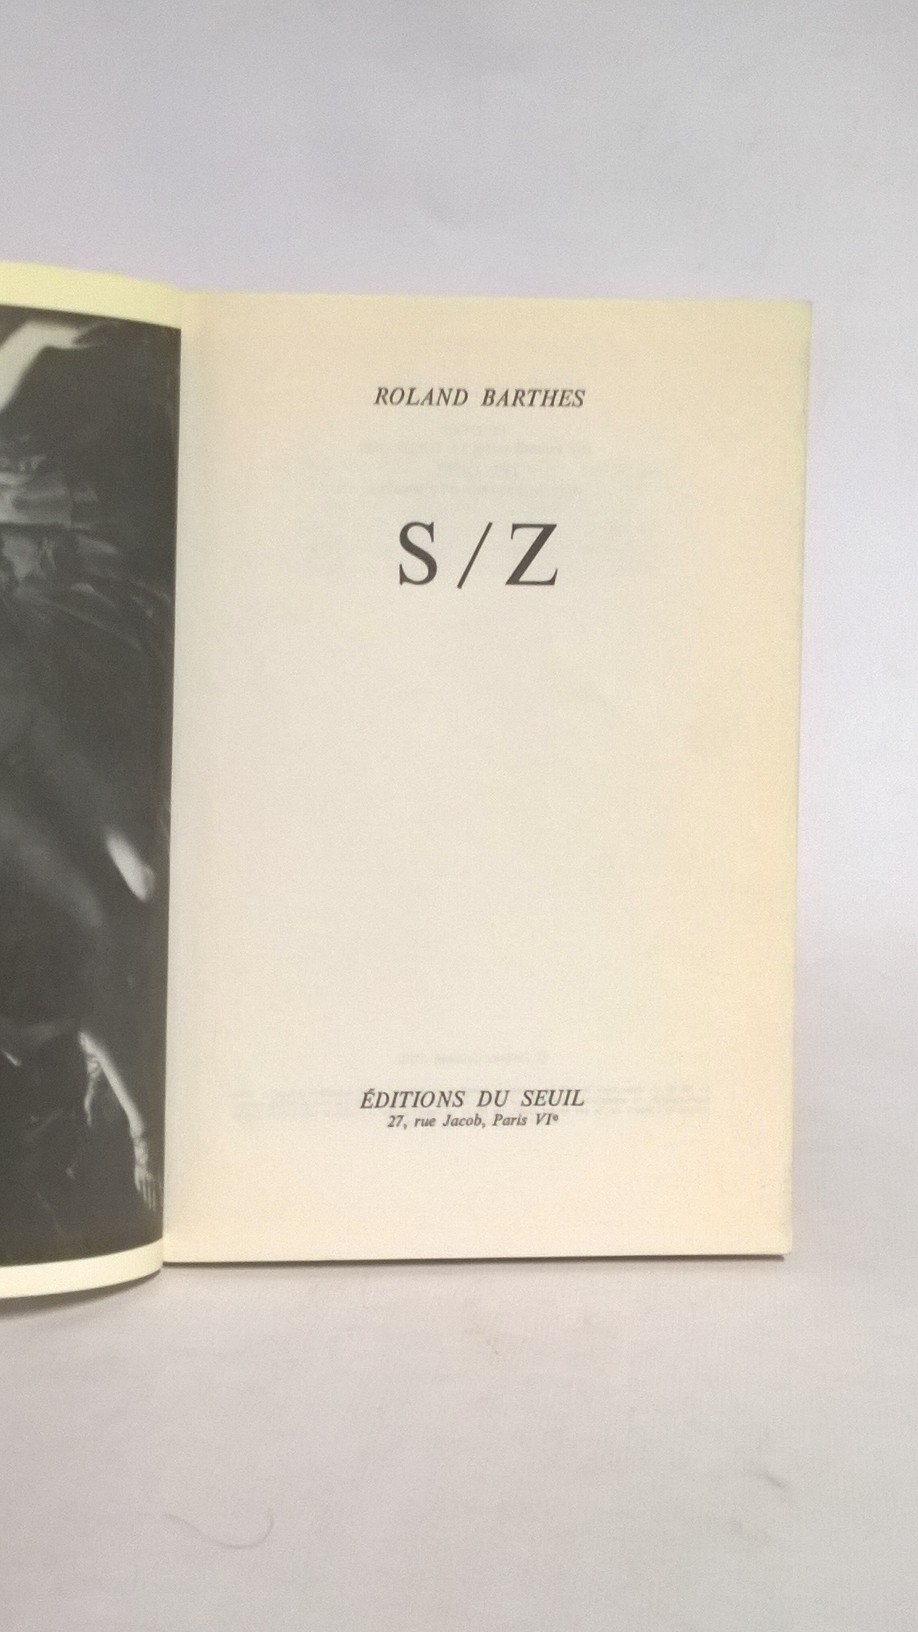 ROLAND BARTHES
S/Z
ÉDITIONS DU SEUIL
27, rue Jacob, Paris VIᵉ